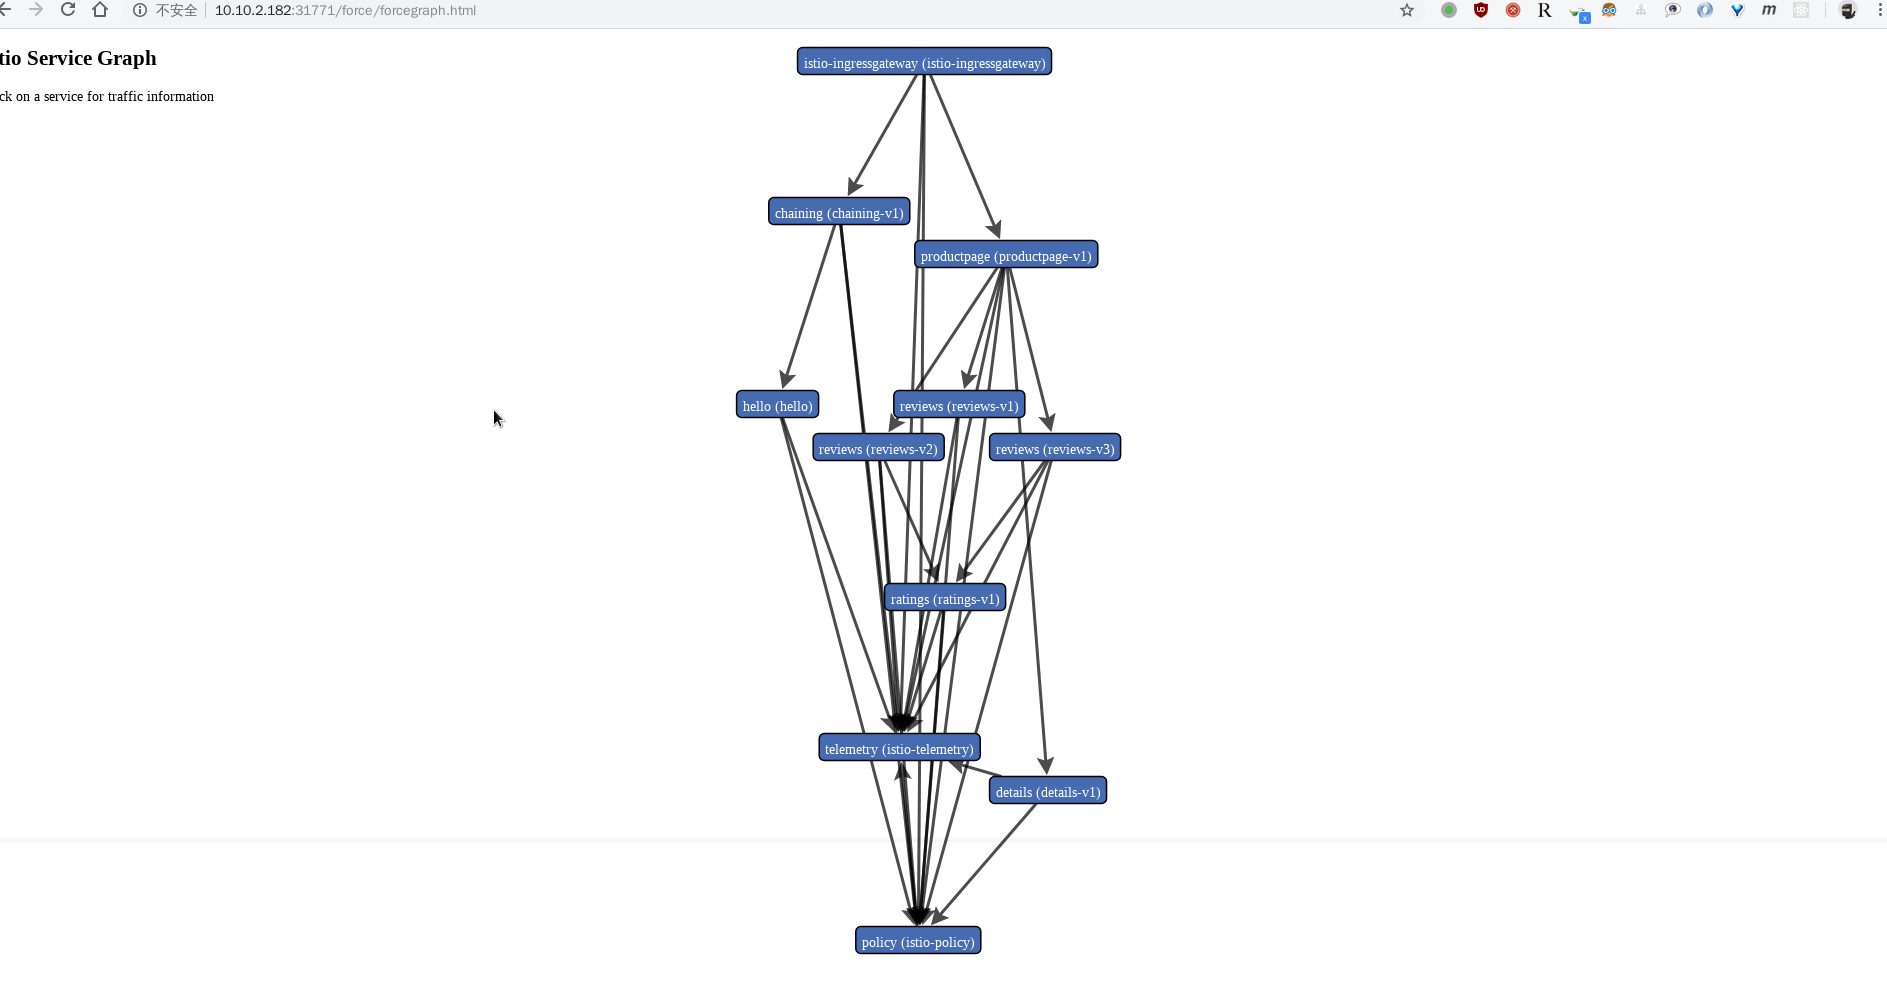 不安全 10.10.2.182:31771/force/forcegraph.html
tio Service Graph
ck on a service for traffic information
istio-ingressgateway (istio-ingressgateway)
chaining (chaining-v1)
productpage (productpage-v1)
hello (hello)
reviews (reviews-v1)
reviews (reviews-v2)
reviews (reviews-v3)
ratings (ratings-v1)
telemetry (istio-telemetry)
details (details-v1)
policy (istio-policy)